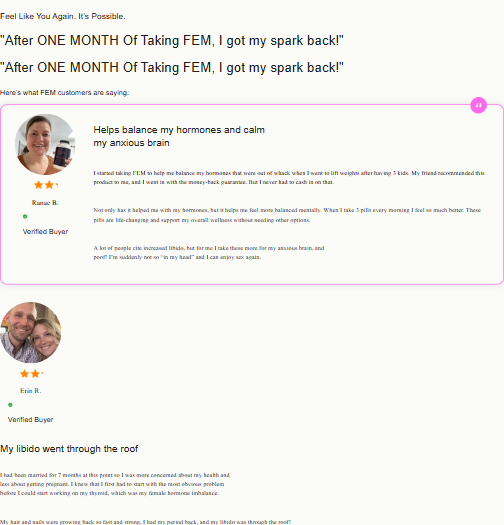 Feel Like You Again. It's Possible.
"After ONE MONTH Of Taking FEM, I got my spark back!"
"After ONE MONTH Of Taking FEM, I got my spark back!"
Here's what FEM customers are saying:
Helps balance my hormones and calm
my anxious brain
I started taking FEM to help me balance my hormones that were out of whack when I went to lift weights after having 3 kids. My friend recommended this
product to me, and I went in with the money-back guarantee. But I never had to cash in on that.
Ranae B.
Verified Buyer
Not only has it helped me with my hormones, but it helps me feel more balanced mentally. When I take 3 pills every morning I feel so much better. These
pills are life-changing and support my overall wellness without needing other options.
A lot of people cite increased libido, but for me I take these more for my anxious brain, and
poof! I'm suddenly not so "in my head" and I can enjoy sex again.
Erin R.
Verified Buyer
My libido went through the roof
I had been married for 7 months at this point so I was more concerned about my health and
less about getting pregnant. I knew that I first had to start with the most obvious problem
before I could start working on my thyroid, which was my female hormone imbalance.
My hair and nails were growing back so fast and strong, I had my period back, and my libido was through the roof!